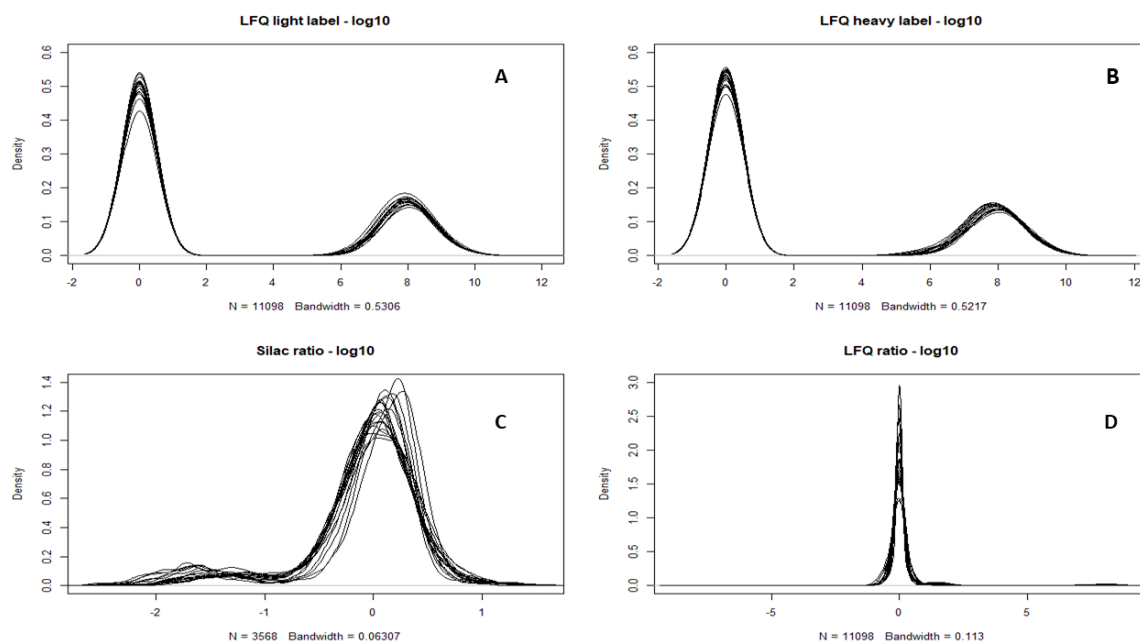 LFQ light label - log10
A
Density
0.0 0.1 0.2 0.3 0.4 0.5 0.6
-2 0 2 4 6 8 10 12
N = 11098 Bandwidth = 0.5306
LFQ heavy label - log10
B
Density
0.0 0.1 0.2 0.3 0.4 0.5 0.6
-2 0 2 4 6 8 10 12
N = 11098 Bandwidth = 0.5217
Silac ratio - log10
C
Density
0.0 0.2 0.4 0.6 0.8 1.0 1.2 1.4
-2 -1 0 1
N = 3568 Bandwidth = 0.06307
LFQ ratio - log10
D
Density
0.0 0.5 1.0 1.5 2.0 2.5 3.0
-5 0 5
N = 11098 Bandwidth = 0.113